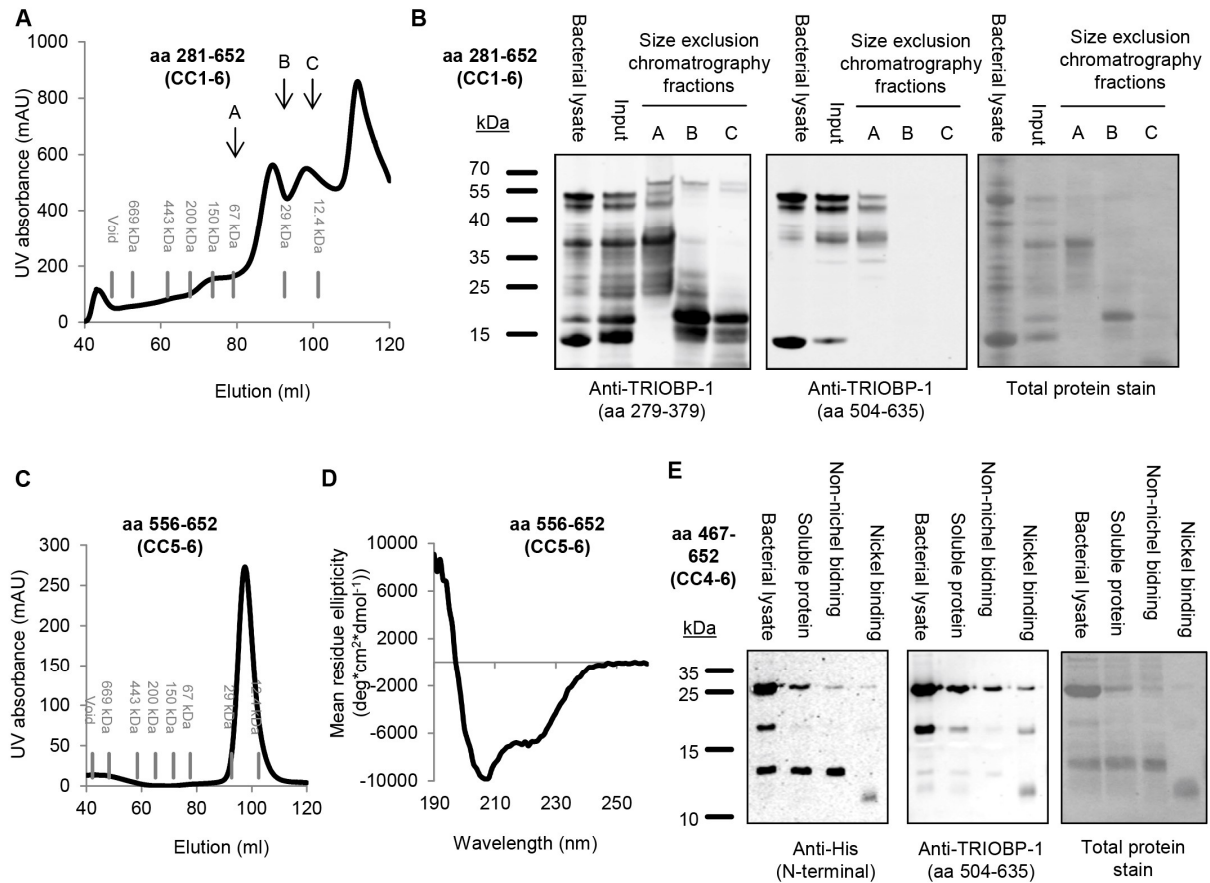 A
aa 281-652
(CC1-6)
UV absorbance (mAU)
1000
800
600
400
200
0
A
B
C
Void
669 kDa
443 kDa
200 kDa
150 kDa
67 kDa
29 kDa
12.4 kDa
40
60
80
100
120
Elution (ml)
B
aa 281-652
(CC1-6)
kDa
70
55
40
35
25
15
Bacterial lysate
Input
Size exclusion
chromatography
fractions
A B C
Anti-TRIOBP-1
(aa 279-379)
Bacterial lysate
Input
Size exclusion
chromatography
fractions
A B C
Anti-TRIOBP-1
(aa 504-635)
Bacterial lysate
Input
Size exclusion
chromatography
fractions
A B C
Total protein stain
C
aa 556-652
(CC5-6)
UV absorbance (mAU)
300
250
200
150
100
50
0
Void
669 kDa
443 kDa
200 kDa
150 kDa
67 kDa
29 kDa
12.4 kDa
40
60
80
100
120
Elution (ml)
D
aa 556-652
(CC5-6)
Mean residue ellipticity
(deg*cm²*dmol⁻¹))
10000
6000
2000
-2000
-6000
-10000
190
210
230
250
Wavelength (nm)
E
aa 467-
652
(CC4-6)
kDa
35
25
15
10
Bacterial lysate
Soluble protein
Non-nichel bidning
Nickel binding
Anti-His
(N-terminal)
Bacterial lysate
Soluble protein
Non-nichel bidning
Nickel binding
Anti-TRIOBP-1
(aa 504-635)
Bacterial lysate
Soluble protein
Non-nichel bidning
Nickel binding
Total protein
stain